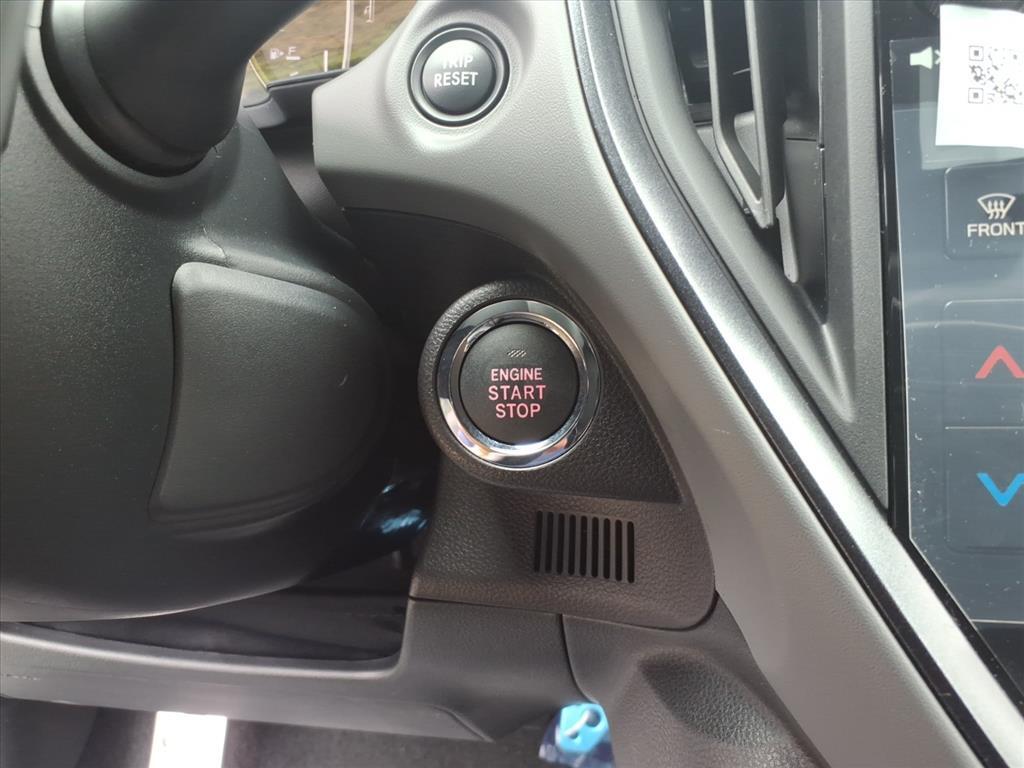 F
TRIP
RESET
FRONT
ENGINE
START
STOP